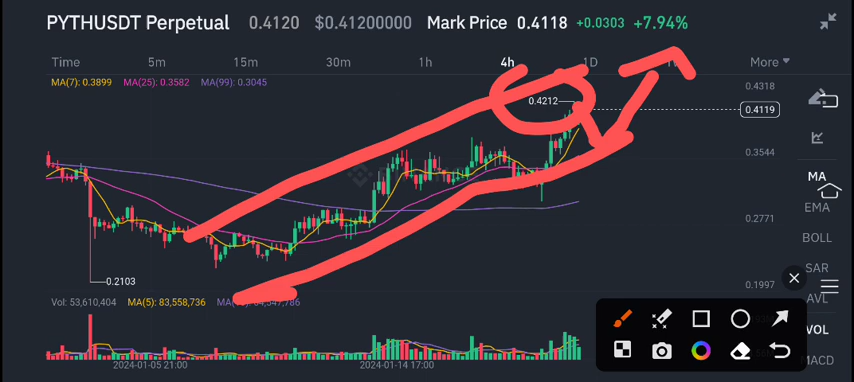 PYTHUSDT Perpetual 0.4120 $0.41200000 Mark Price 0.4118 +0.0303 +7.94%
Time 5m 15m 30m 1h 4h 1D More
MA(7): 0.3899 MA(25): 0.3582 MA(99): 0.3045
0.4318
0.4212
0.4119
0.3544
MA
EMA
0.2771
BOLL
SAR
0.2103
0.1997
AVL
Vol: 53,610,404 MA(5): 83,558,736
VOL
MACD
2024-01-05 21:00 2024-01-14 17:00